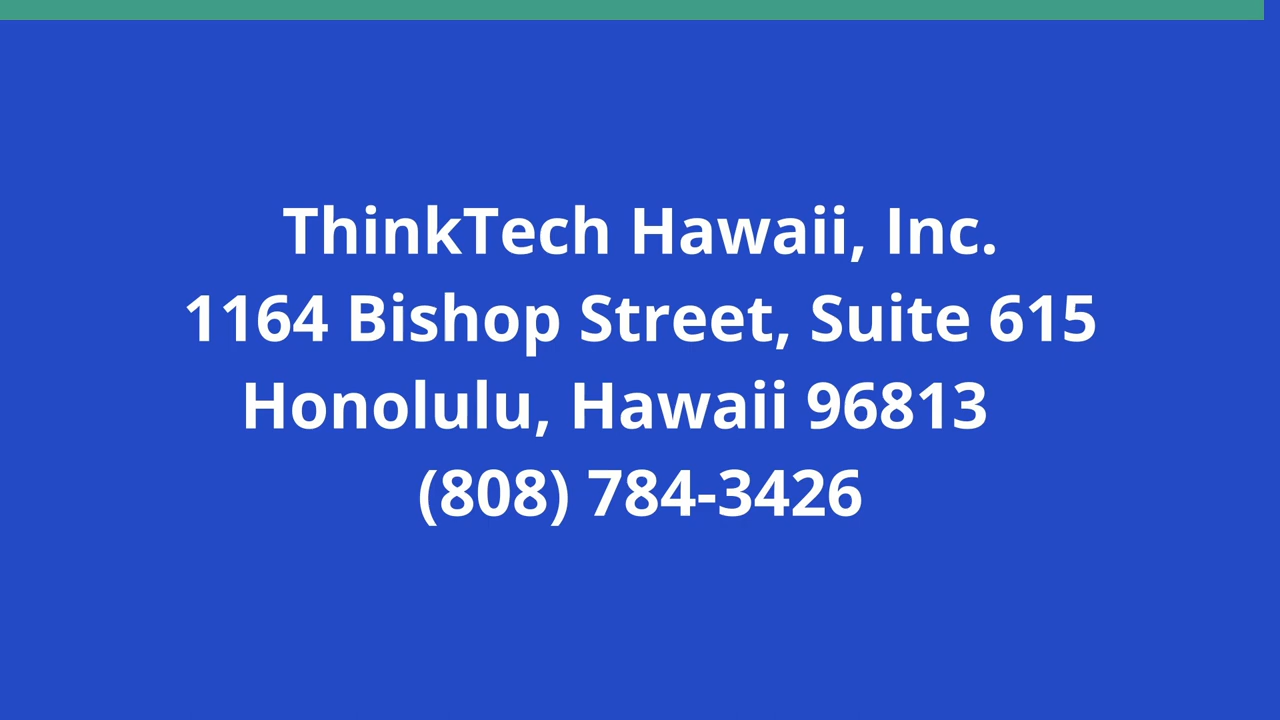 ThinkTech Hawaii, Inc.
1164 Bishop Street, Suite 615
Honolulu, Hawaii 96813
(808) 784-3426